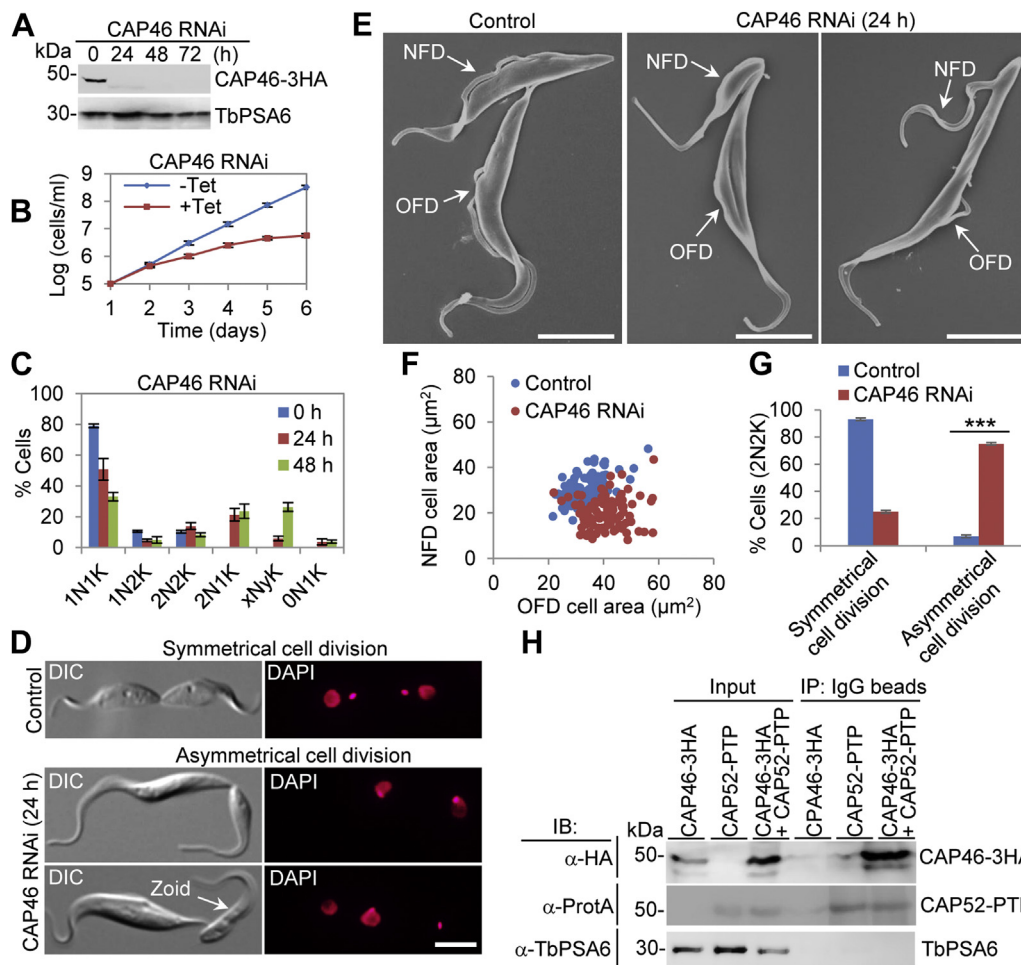 A
CAP46 RNAi
kDa 0 24 48 72 (h)
50-
CAP46-3HA
30-
TbPSA6
B
CAP46 RNAi
Log (cells/ml)
9
8
7
6
5
-Tet
+Tet
1 2 3 4 5 6
Time (days)
C
CAP46 RNAi
% Cells
100
80
60
40
20
0
0 h
24 h
48 h
1N1K
1N2K
2N2K
2N1K
xNyK
0N1K
D
Symmetrical cell division
Control
DIC
DAPI
Asymmetrical cell division
CAP46 RNAi (24 h)
DIC
DAPI
DIC
Zoid
DAPI
E
Control
CAP46 RNAi (24 h)
NFD
OFD
NFD
OFD
NFD
OFD
F
NFD cell area (µm²)
80
60
40
20
0
Control
CAP46 RNAi
0 20 40 60 80
OFD cell area (µm²)
G
Control
CAP46 RNAi
% Cells (2N2K)
100
80
60
40
20
0
***
Symmetrical
cell division
Asymmetrical
cell division
H
Input
IP: IgG beads
CAP46-3HA
CAP52-PTP
CAP46-3HA
+ CAP52-PTP
CPA46-3HA
CAP52-PTP
CAP46-3HA
+ CAP52-PTP
IB:
kDa
α-HA
50-
CAP46-3HA
α-ProtA
50-
CAP52-PT
α-TbPSA6
30-
TbPSA6